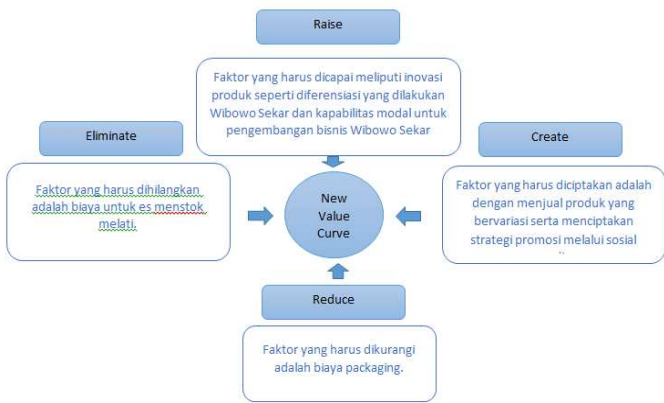 Raise
Faktor yang harus dicapai meliputi inovasi
produk seperti diferensiasi yang dilakukan
Wibowo Sekar dan kapabilitas modal untuk
pengembangan bisnis Wibowo Sekar
Eliminate
Faktor yang harus dihilangkan
adalah biaya untuk es menstok
melati.
New
Value
Curve
Create
Faktor yang harus diciptakan adalah
dengan menjual produk yang
bervariasi serta menciptakan
strategi promosi melalui sosial
Reduce
Faktor yang harus dikurangi
adalah biaya packaging.